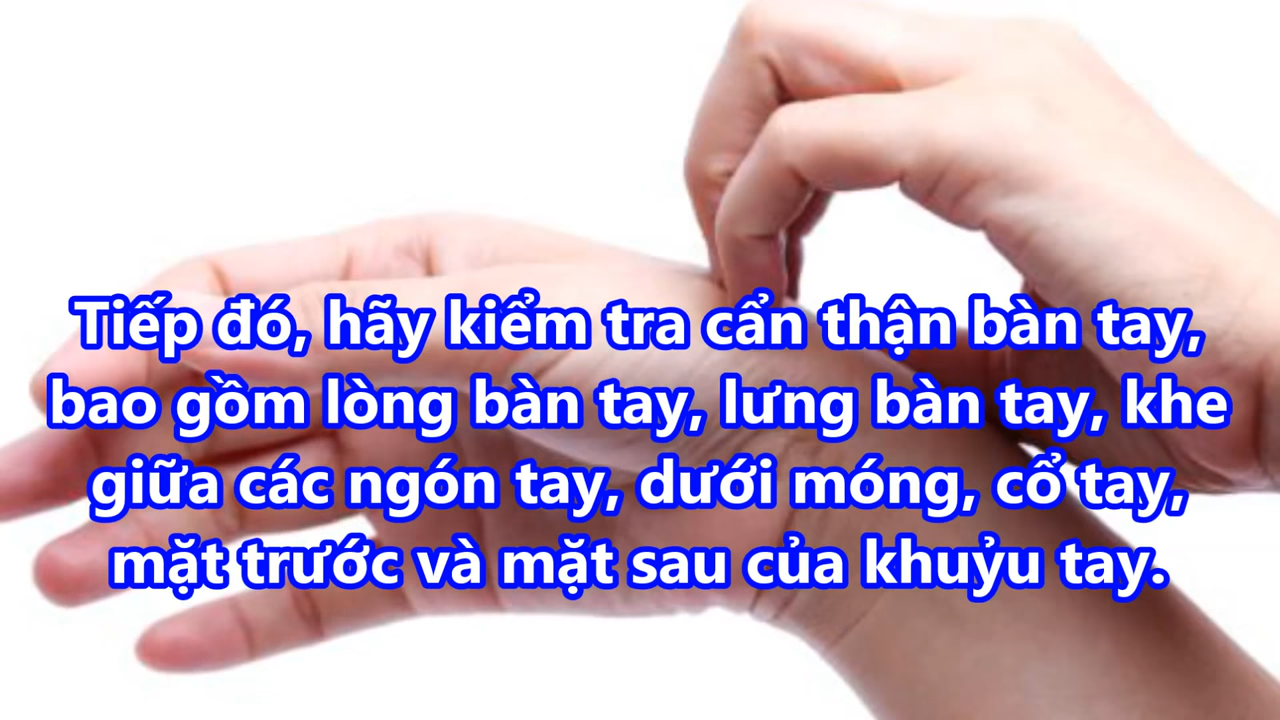 Tiếp đó, hãy kiểm tra cẩn thận bàn tay,
bao gồm lòng bàn tay, lưng bàn tay, khe
giữa các ngón tay, dưới móng, cổ tay,
mặt trước và mặt sau của khuỷu tay.